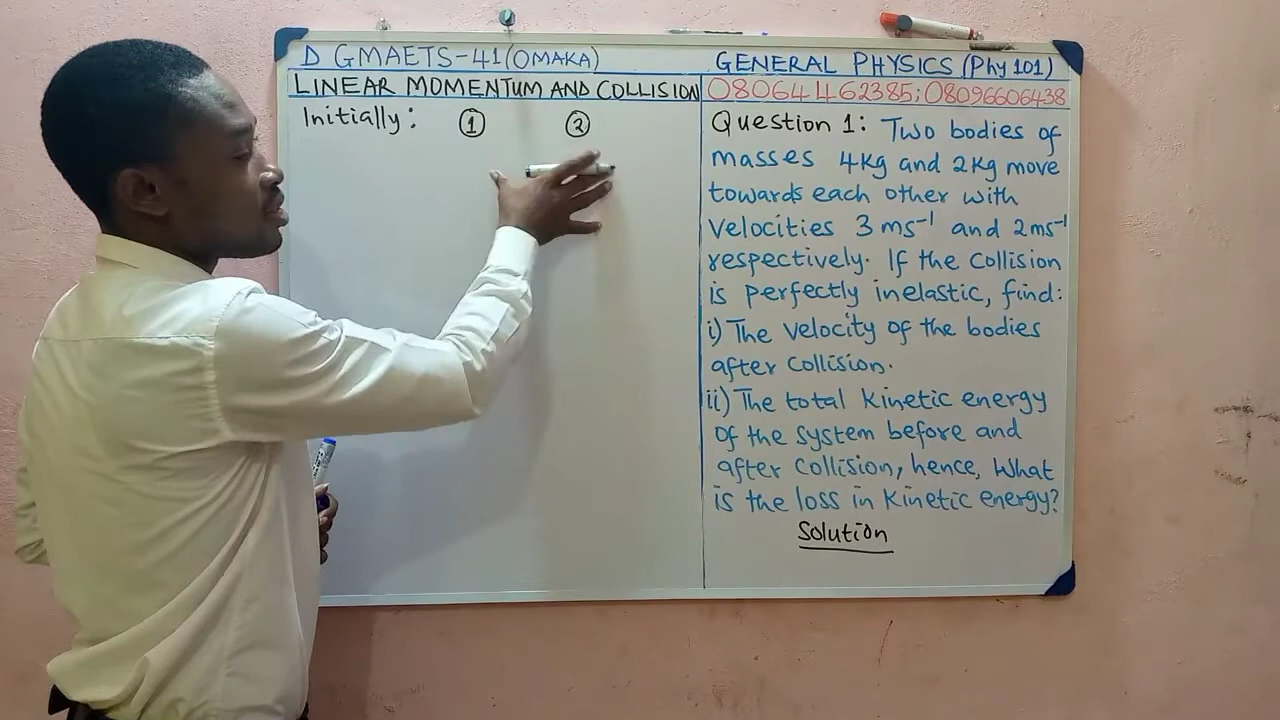 D GMAETS-41(OMAKA)
LINEAR MOMENTUM AND COLLISION
Initially: ① ②
GENERAL PHYSICS (Phy 101)
08064462385; 08096606438
Question 1: Two bodies of
masses 4kg and 2kg move
towards each other with
velocities 3 ms⁻¹ and 2ms⁻¹
respectively. If the collision
is perfectly inelastic, find:
i) The velocity of the bodies
after collision.
ii) The total kinetic energy
of the system before and
after collision, hence, what
is the loss in kinetic energy?
Solution